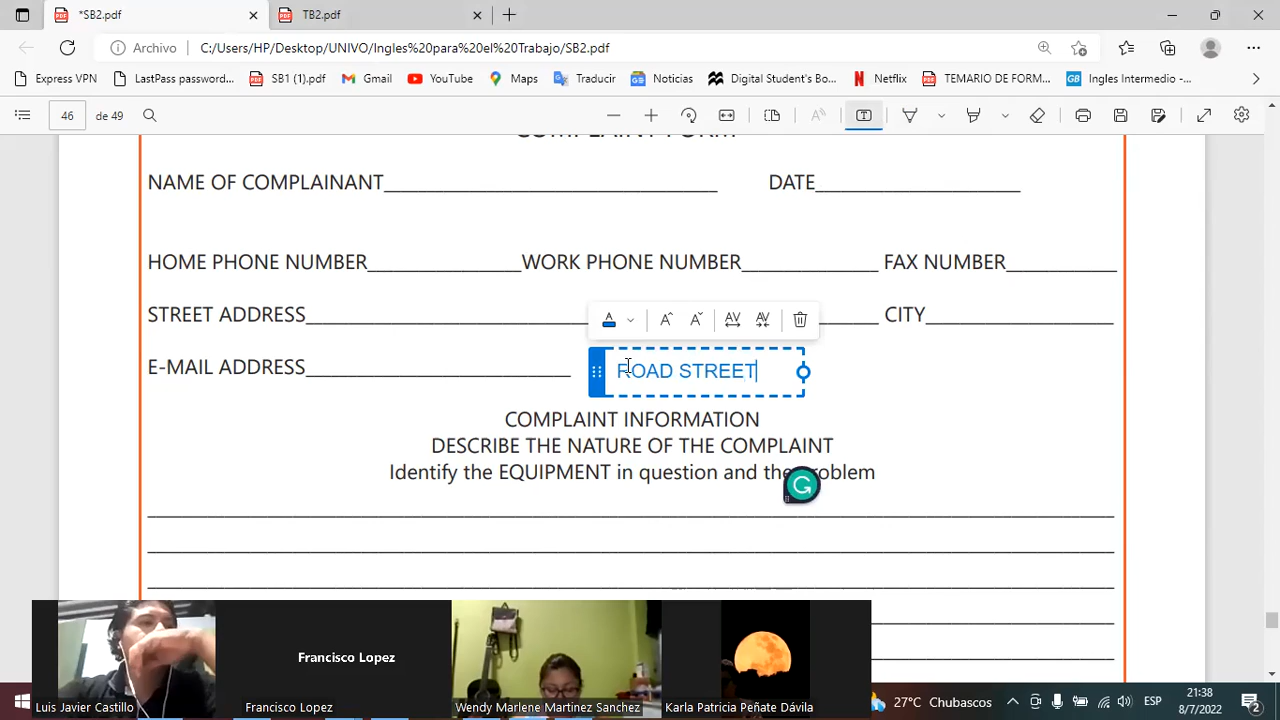 *SB2.pdf
TB2.pdf
Archivo
C:/Users/HP/Desktop/UNIVO/Ingles%20para%20el%20Trabajo/SB2.pdf
Express VPN
LastPass password...
SB1 (1).pdf
Gmail
YouTube
Maps
Traducir
Noticias
Digital Student's Bo...
Netflix
TEMARIO DE FORM...
Ingles Intermedio -...
46 de 49
COMPLAINT FORM
NAME OF COMPLAINANT DATE
HOME PHONE NUMBER WORK PHONE NUMBER FAX NUMBER
STREET ADDRESS CITY
E-MAIL ADDRESS ROAD STREET
COMPLAINT INFORMATION
DESCRIBE THE NATURE OF THE COMPLAINT
Identify the EQUIPMENT in question and the problem
Francisco Lopez
Luis Javier Castillo
Francisco Lopez
Wendy Marlene Martinez Sanchez
Karla Patricia Peñate Dávila
27°C Chubascos
ESP
21:38
8/7/2022
2